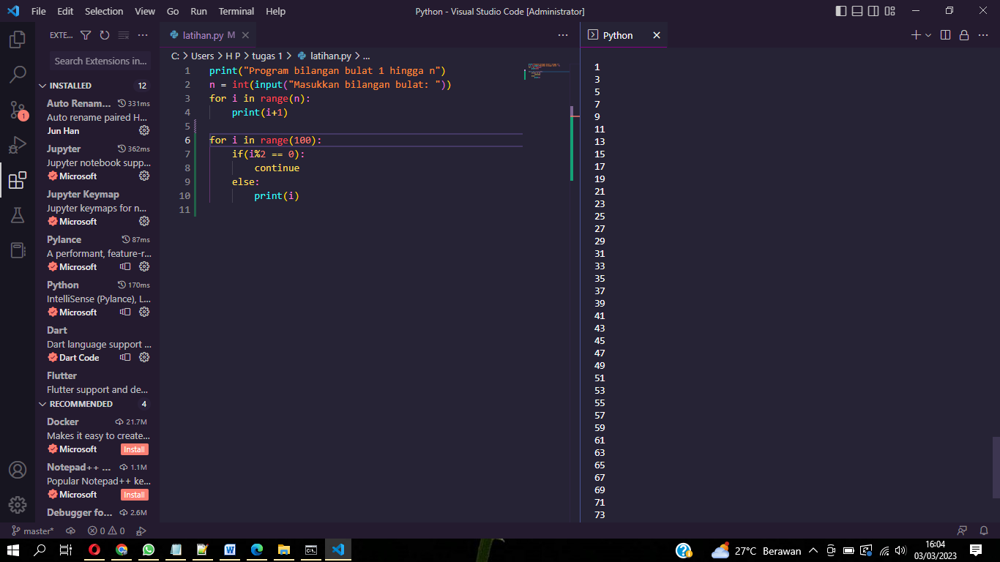 File Edit Selection View Go Run Terminal Help
Python - Visual Studio Code [Administrator]
EXTE...
Search Extensions in...
INSTALLED 12
Auto Renam... 331ms
Auto rename paired H...
Jun Han
Jupyter 362ms
Jupyter notebook supp...
Microsoft
Jupyter Keymap
Jupyter keymaps for n...
Microsoft
Pylance 87ms
A performant, feature-r...
Microsoft
Python 170ms
IntelliSense (Pylance), L...
Microsoft
Dart
Dart language support ...
Dart Code
Flutter
Flutter support and de...
RECOMMENDED 4
Docker 21.7M
Makes it easy to create...
Microsoft Install
Notepad++ ... 1.1M
Popular Notepad++ ke...
Microsoft Install
Debugger fo... 2.6M
1
latihan.py M
C: > Users > H P > tugas 1 > latihan.py > ...
1 print("Program bilangan bulat 1 hingga n")
2 n = int(input("Masukkan bilangan bulat: "))
3 for i in range(n):
4     print(i+1)
5
6 for i in range(100):
7     if(i%2 == 0):
8         continue
9     else:
10         print(i)
11
Python
1
3
5
7
9
11
13
15
17
19
21
23
25
27
29
31
33
35
37
39
41
43
45
47
49
51
53
55
57
59
61
63
65
67
69
71
73
master* 0 0
27°C Berawan
16:04
03/03/2023